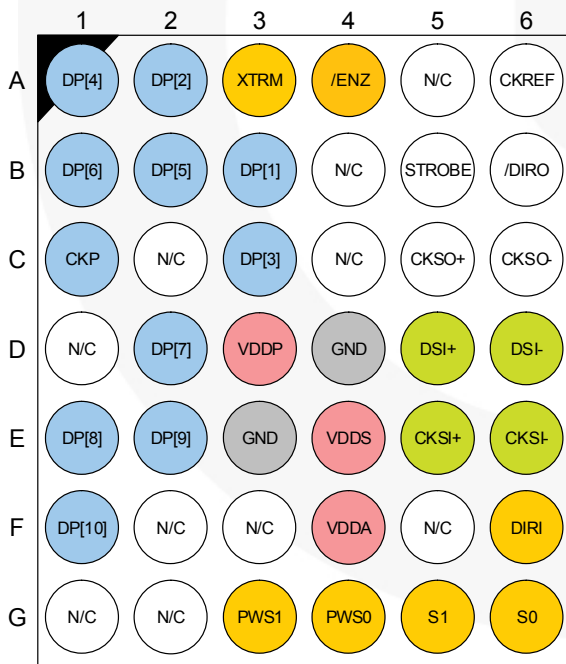 1 2 3 4 5 6
A DP[4] DP[2] XTRM /ENZ N/C CKREF
B DP[6] DP[5] DP[1] N/C STROBE /DIRO
C CKP N/C DP[3] N/C CKSO+ CKSO-
D N/C DP[7] VDDP GND DSI+ DSI-
E DP[8] DP[9] GND VDDS CKSI+ CKSI-
F DP[10] N/C N/C VDDA N/C DIRI
G N/C N/C PWS1 PWS0 S1 S0